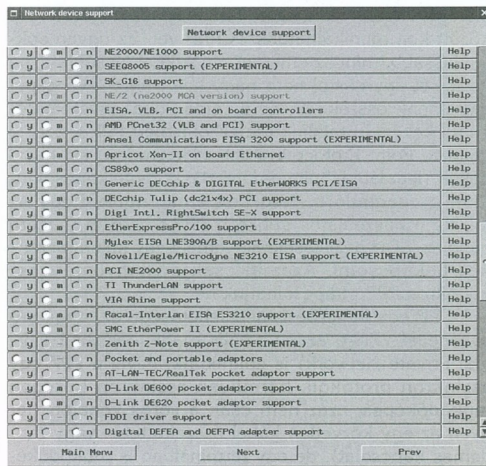 Network device support
Network device support
y m n NE2000/NE1000 support Help
y - n SEEQ8005 support (EXPERIMENTAL) Help
y m n SK_G16 support Help
y m n NE/2 (ne2000 MCA version) support Help
y - n EISA, VLB, PCI and on board controllers Help
y m n AMD PCnet32 (VLB and PCI) support Help
y m n Ansel Communications EISA 3200 support (EXPERIMENTAL) Help
y m n Apricot Xen-II on board Ethernet Help
y m n CS89x0 support Help
y m n Generic DECchip & DIGITAL EtherWORKS PCI/EISA Help
y m n DECchip Tulip (dc21x4x) PCI support Help
y m n Digi Intl. RightSwitch SE-X support Help
y m n EtherExpressPro/100 support Help
y m n Mylex EISA LNE390A/B support (EXPERIMENTAL) Help
y m n Novell/Eagle/Microdyne NE3210 EISA support (EXPERIMENTAL) Help
y m n PCI NE2000 support Help
y m n TI ThunderLAN support Help
y m n VIA Rhine support Help
y m n Racal-Interlan EISA ES3210 support (EXPERIMENTAL) Help
y m n SMC EtherPower II (EXPERIMENTAL) Help
y - n Zenith Z-Note support (EXPERIMENTAL) Help
y - n Pocket and portable adaptors Help
y - n AT-LAN-TEC/RealTek pocket adaptor support Help
y m n D-Link DE600 pocket adaptor support Help
y m n D-Link DE620 pocket adaptor support Help
y - n FDDI driver support Help
y - n Digital DEFEA and DEFPA adapter support Help
Main Menu Next Prev